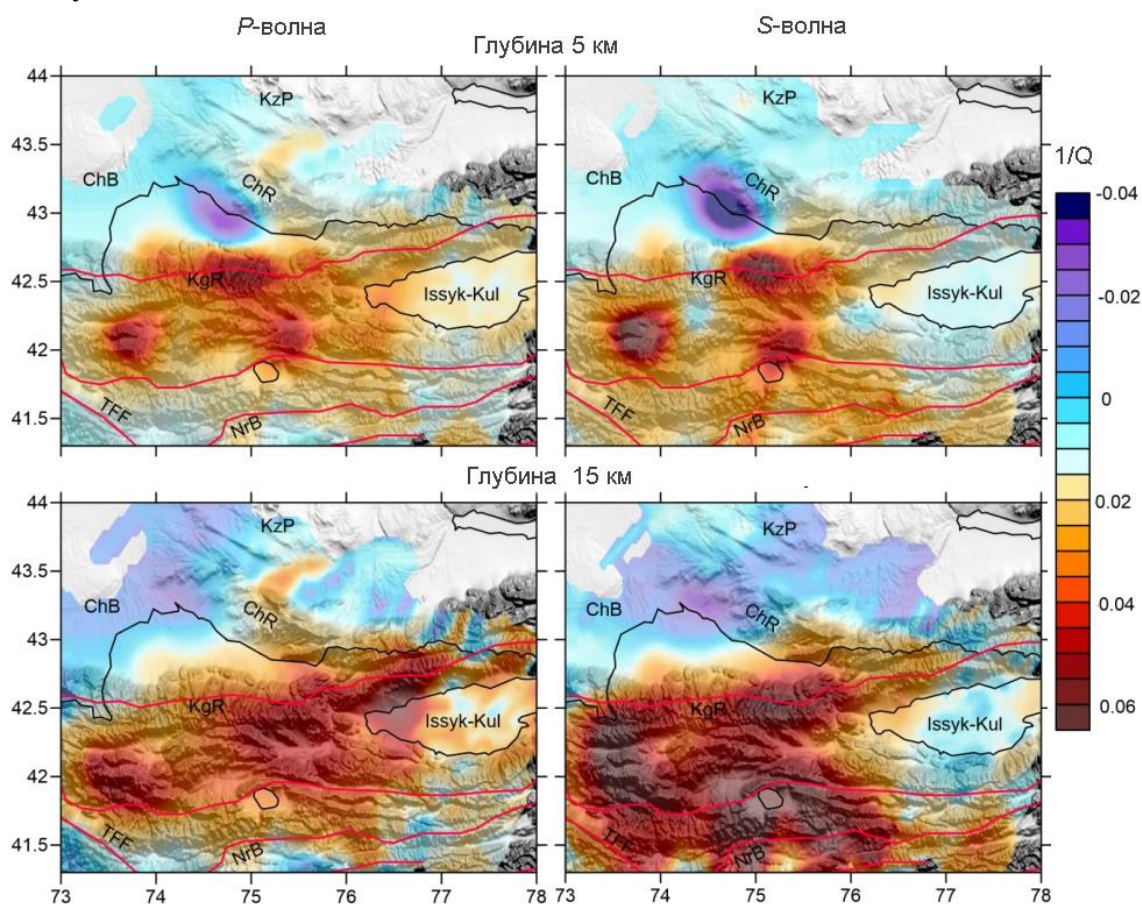 P-волна S-волна
Глубина 5 км
44 KzP KzP
43.5 1/Q
ChB ChR ChB ChR -0.04
43
42.5 KgR Issyk-Kul KgR Issyk-Kul -0.02
42 0
41.5 TFF NrB TFF NrB
0.02
Глубина 15 км
44 KzP KzP
43.5 0.04
ChB ChR ChB ChR
43
42.5 KgR Issyk-Kul KgR Issyk-Kul 0.06
42
41.5 TFF NrB TFF NrB
73 74 75 76 77 78 73 74 75 76 77 78